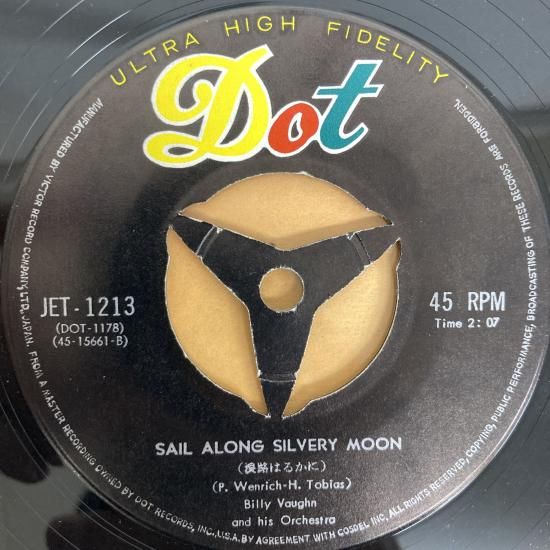 ULTRA HIGH FIDELITY
Dot
JET-1213
(DOT-1178)
(45-15661-B)
45 RPM
Time 2:07
SAIL ALONG SILVERY MOON
(浪路はるかに)
(P. Wenrich-H. Tobias)
Billy Vaughn
and his Orchestra
MANUFACTURED BY VICTOR RECORD COMPANY, LTD. JAPAN. FROM A MASTER RECORDING OWNED BY DOT RECORDS, INC., U.S.A. BY AGREEMENT WITH COSDEL INC. ALL RIGHTS RESERVED, COPYING, PUBLIC PERFORMANCE, BROADCASTING OF THESE RECORDS ARE FORBIDDEN.